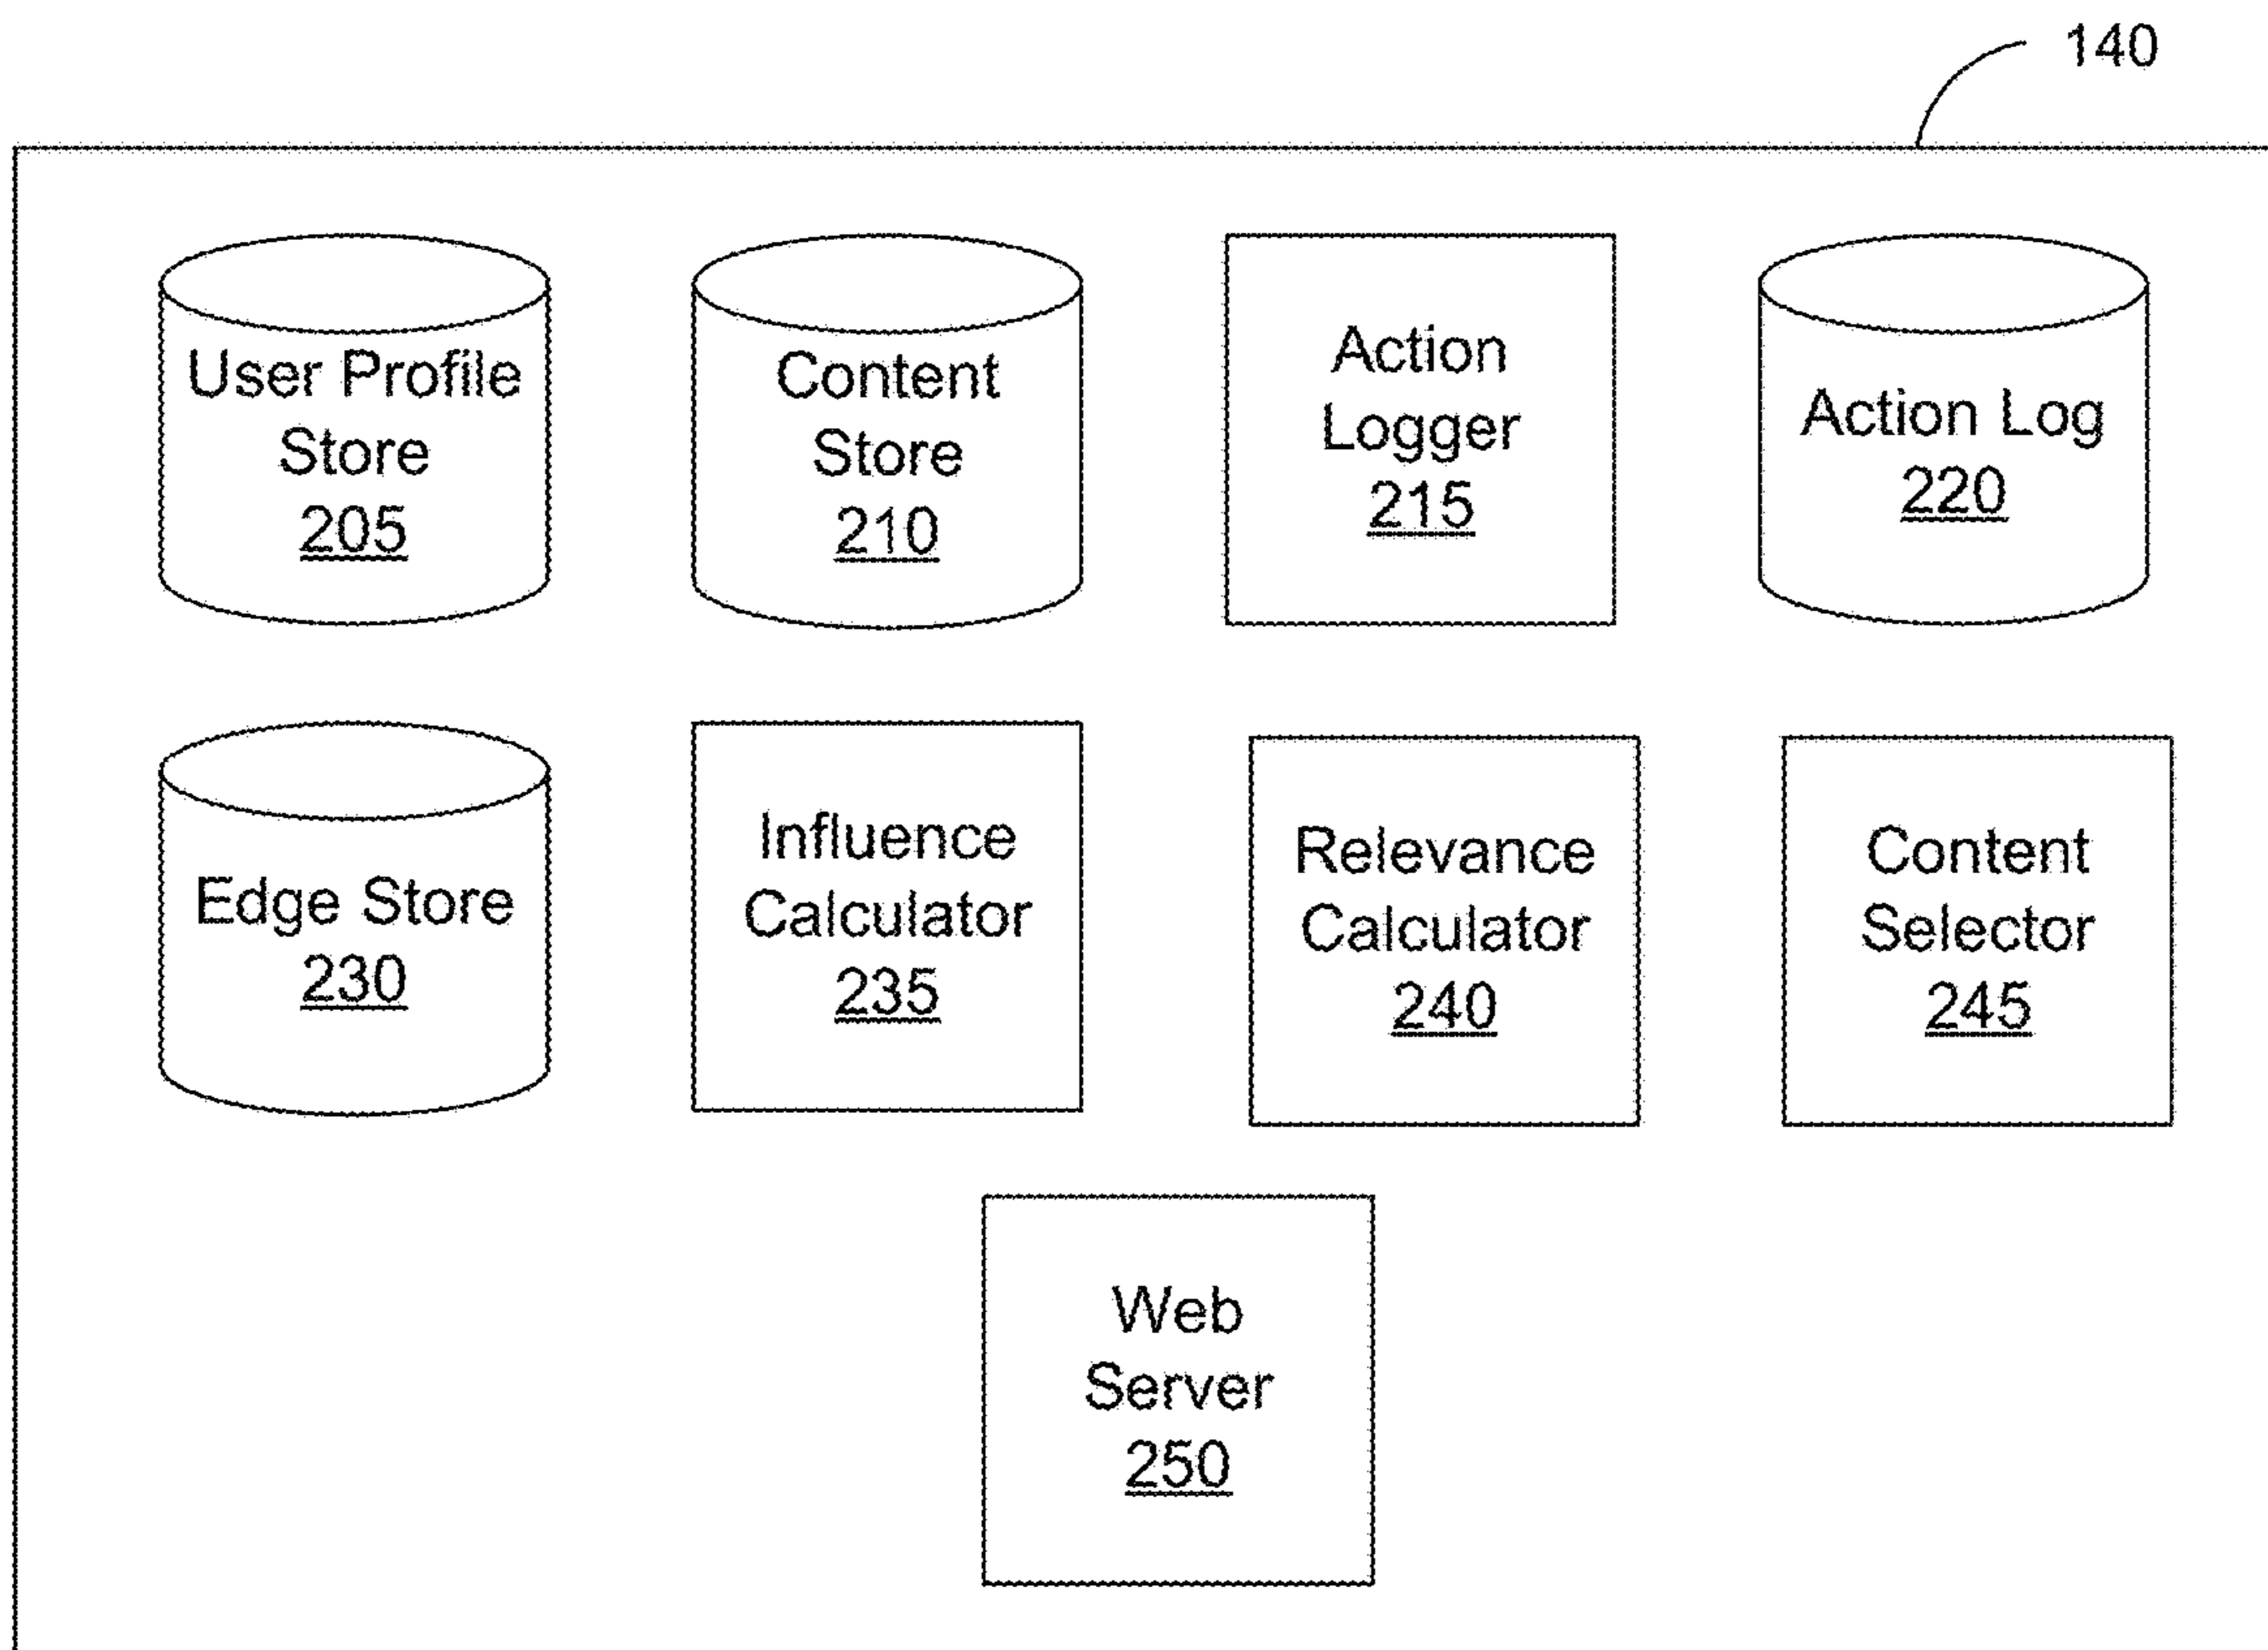 140
User Profile
Store
205
Content
Store
210
Action
Logger
215
Action Log
220
Edge Store
230
Influence
Calculator
235
Relevance
Calculator
240
Content
Selector
245
Web
Server
250